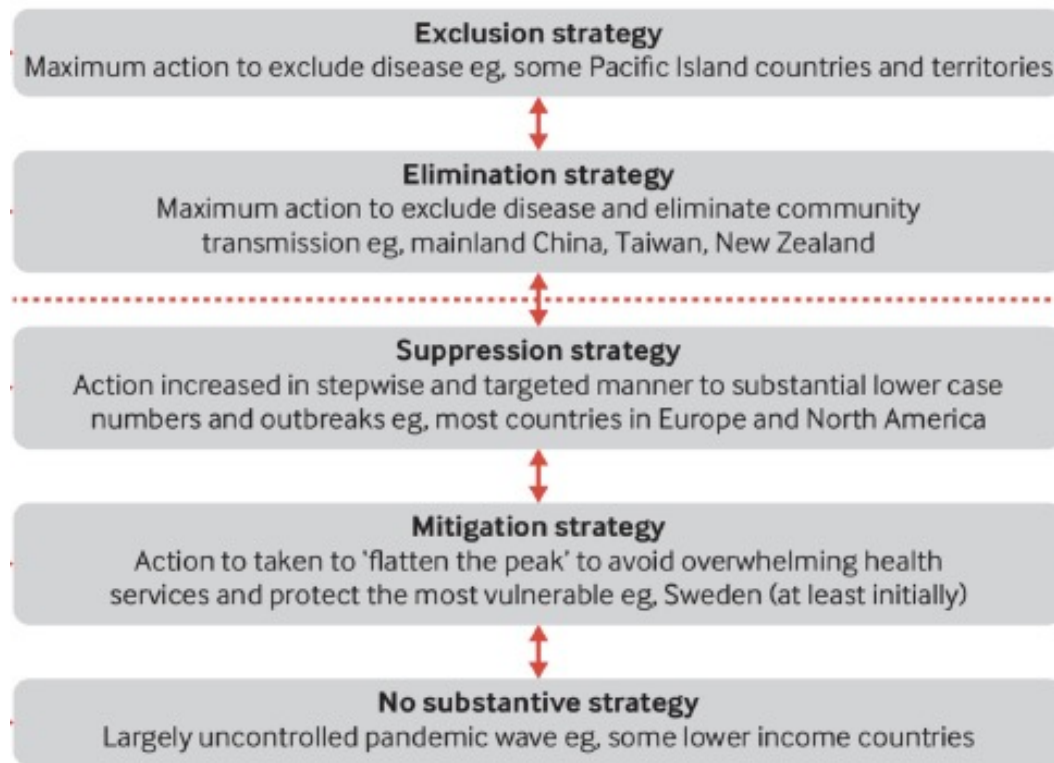 Exclusion strategy
Maximum action to exclude disease eg, some Pacific Island countries and territories
Elimination strategy
Maximum action to exclude disease and eliminate community
transmission eg, mainland China, Taiwan, New Zealand
Suppression strategy
Action increased in stepwise and targeted manner to substantial lower case
numbers and outbreaks eg, most countries in Europe and North America
Mitigation strategy
Action to taken to ‘flatten the peak’ to avoid overwhelming health
services and protect the most vulnerable eg, Sweden (at least initially)
No substantive strategy
Largely uncontrolled pandemic wave eg, some lower income countries